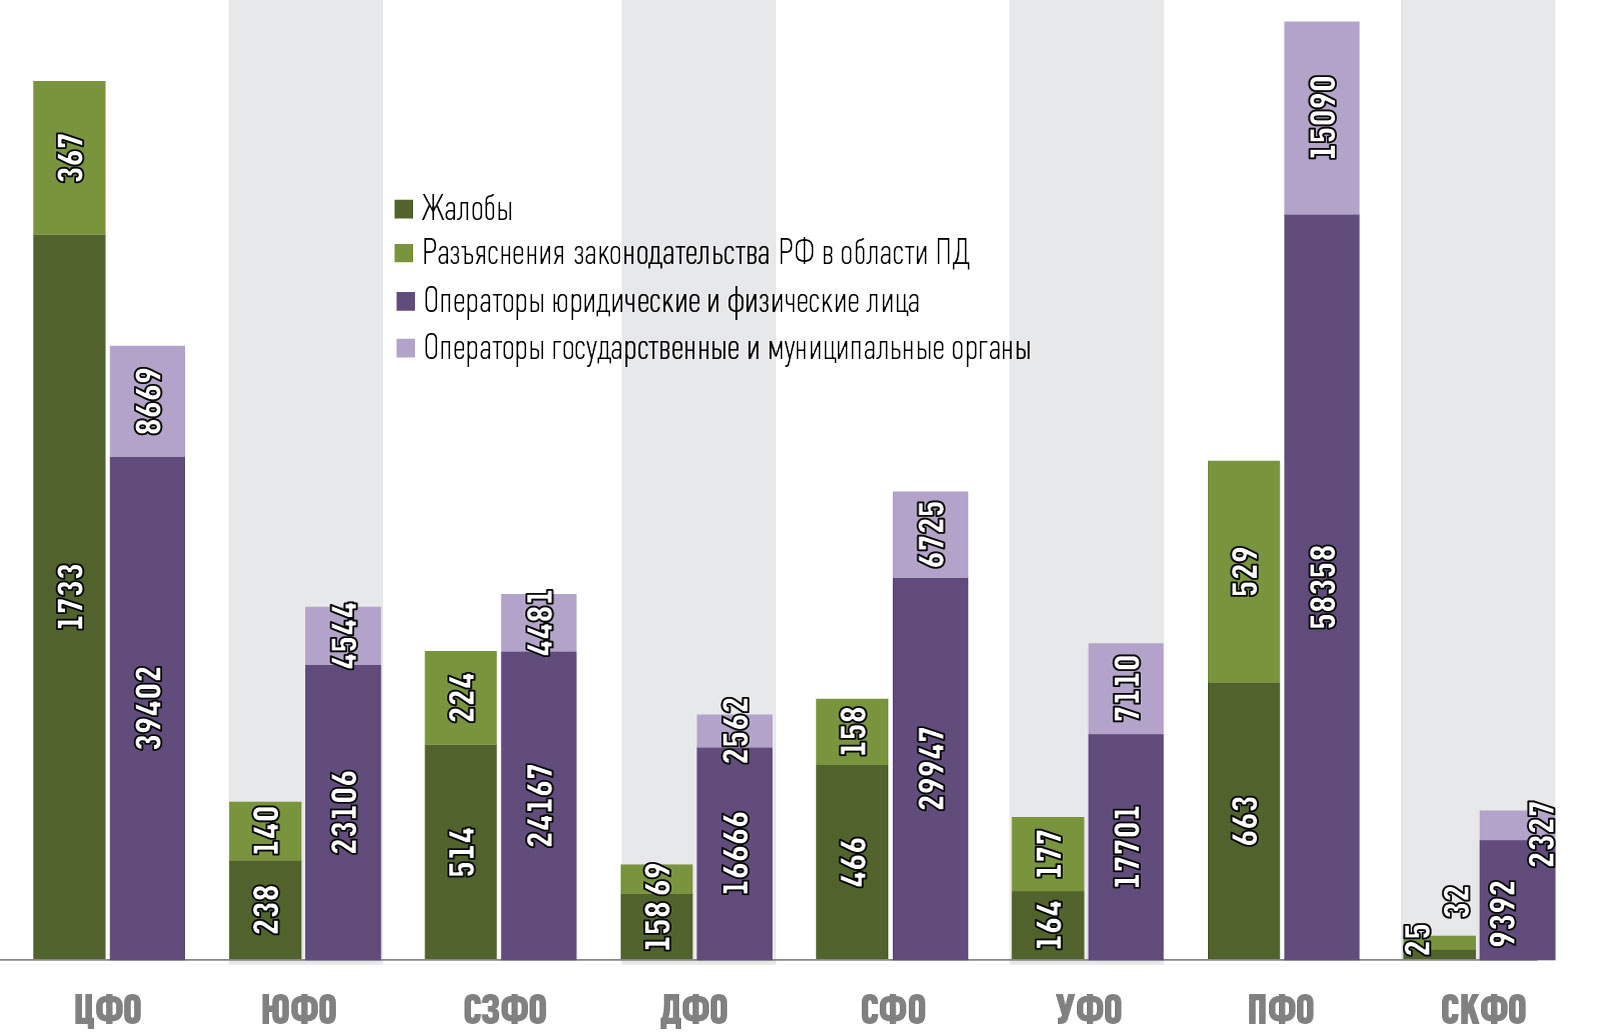 Жалобы
Разъяснения законодательства РФ в области ПД
Операторы юридические и физические лица
Операторы государственные и муниципальные органы
367
1733
8669
39402
140
238
4544
23106
224
514
4481
24167
69
158
2562
16666
158
466
6725
29947
177
164
7110
17701
529
663
15090
58358
32
25
2327
9392
ЦФО
ЮФО
СЗФО
ДФО
СФО
УФО
ПФО
СКФО